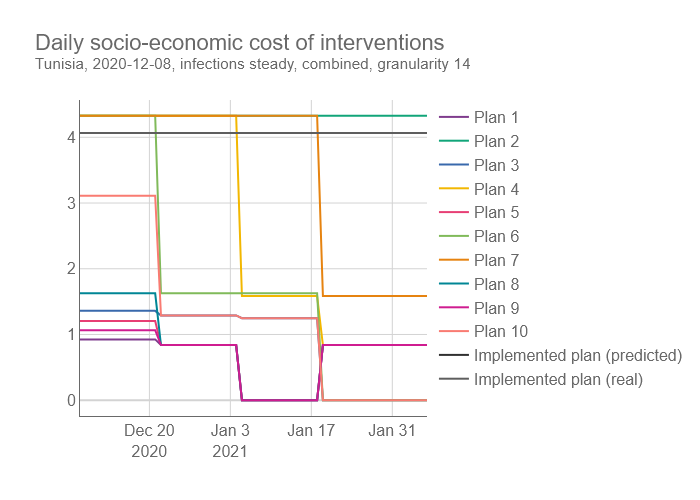 Daily socio-economic cost of interventions
Tunisia, 2020-12-08, infections steady, combined, granularity 14
4
3
2
1
0
Dec 20
2020
Jan 3
2021
Jan 17
Jan 31
Plan 1
Plan 2
Plan 3
Plan 4
Plan 5
Plan 6
Plan 7
Plan 8
Plan 9
Plan 10
Implemented plan (predicted)
Implemented plan (real)